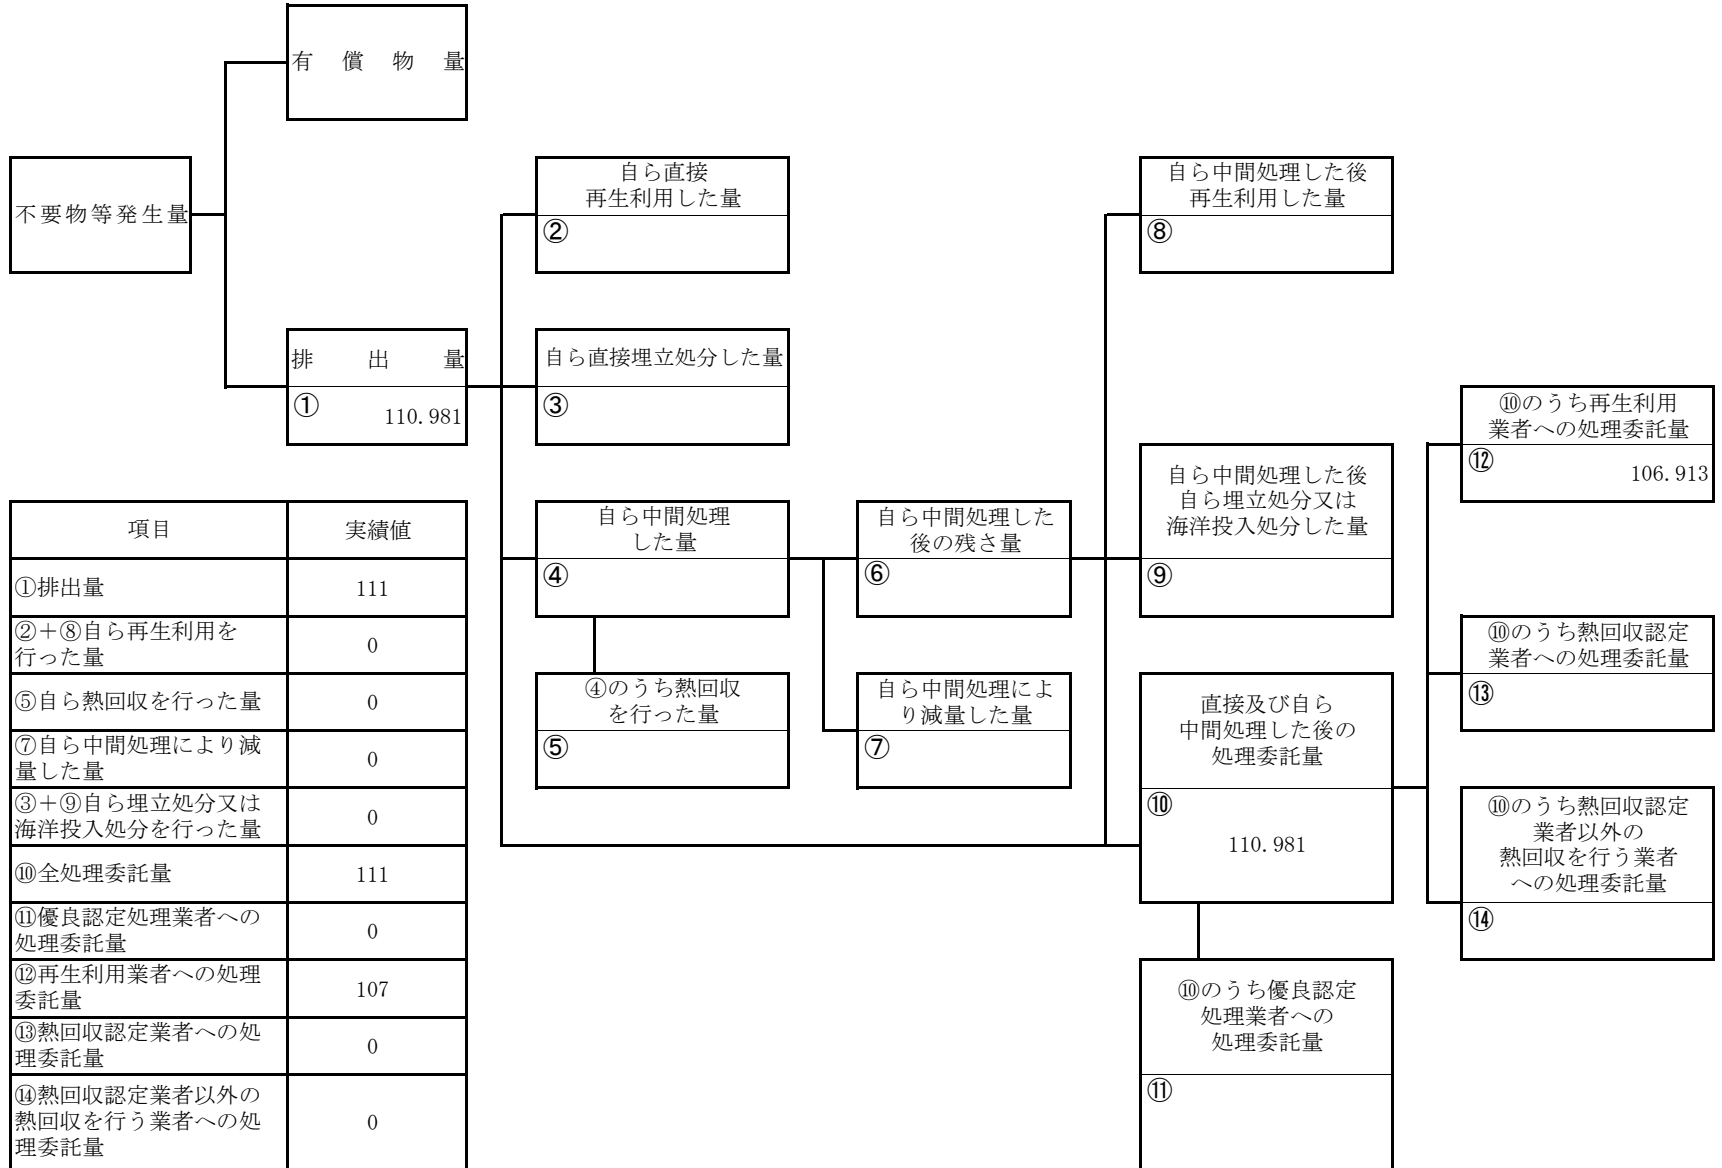 有償物量
不要物等発生量
排出量
①
110.981
自ら直接
再生利用した量
②
自ら直接埋立処分した量
③
自ら中間処理
した量
④
④のうち熱回収
を行った量
⑤
自ら中間処理した
後の残さ量
⑥
自ら中間処理によ
り減量した量
⑦
自ら中間処理した後
再生利用した量
⑧
自ら中間処理した後
自ら埋立処分又は
海洋投入処分した量
⑨
直接及び自ら
中間処理した後の
処理委託量
⑩
110.981
⑩のうち優良認定
処理業者への
処理委託量
⑪
⑩のうち再生利用
業者への処理委託量
⑫
106.913
⑩のうち熱回収認定
業者への処理委託量
⑬
⑩のうち熱回収認定
業者以外の
熱回収を行う業者
への処理委託量
⑭
項目 実績値
①排出量 111
②+⑧自ら再生利用を
行った量 0
⑤自ら熱回収を行った量 0
⑦自ら中間処理により減
量した量 0
③+⑨自ら埋立処分又は
海洋投入処分を行った量 0
⑩全処理委託量 111
⑪優良認定処理業者への
処理委託量 0
⑫再生利用業者への処理
委託量 107
⑬熱回収認定業者への処
理委託量 0
⑭熱回収認定業者以外の
熱回収を行う業者への処
理委託量 0